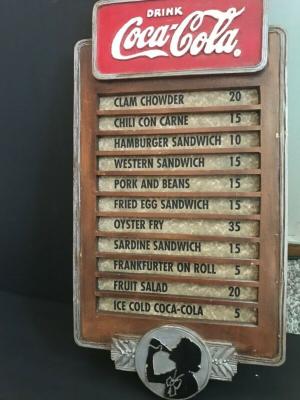 DRINK
Coca-Cola
CLAM CHOWDER 20
CHILI CON CARNE 15
HAMBURGER SANDWICH 10
WESTERN SANDWICH 15
PORK AND BEANS 15
FRIED EGG SANDWICH 15
OYSTER FRY 35
SARDINE SANDWICH 15
FRANKFURTER ON ROLL 5
FRUIT SALAD 20
ICE COLD COCA-COLA 5